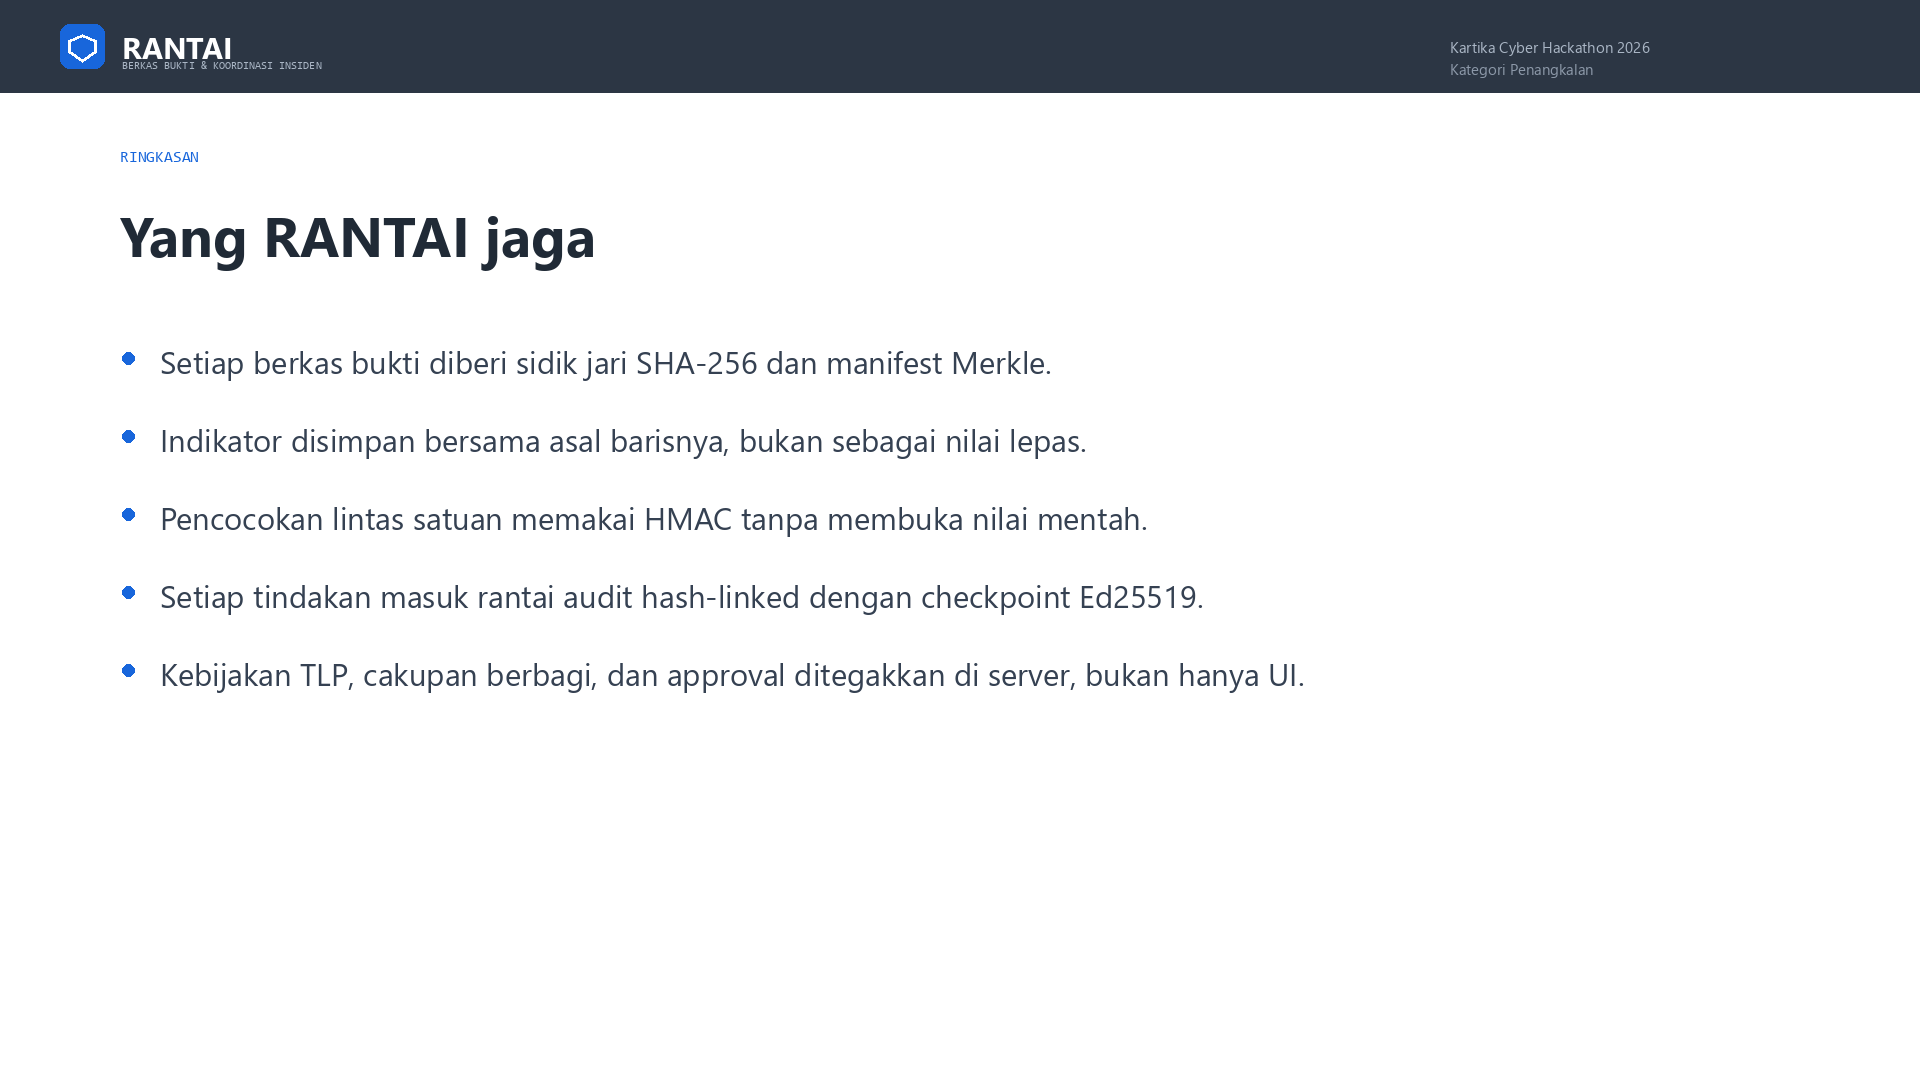 RANTAI
BERKAS BUKTI & KOORDINASI INSIDEN
Kartika Cyber Hackathon 2026
Kategori Penangkalan
RINGKASAN
Yang RANTAI jaga
Setiap berkas bukti diberi sidik jari SHA-256 dan manifest Merkle.
Indikator disimpan bersama asal barisnya, bukan sebagai nilai lepas.
Pencocokan lintas satuan memakai HMAC tanpa membuka nilai mentah.
Setiap tindakan masuk rantai audit hash-linked dengan checkpoint Ed25519.
Kebijakan TLP, cakupan berbagi, dan approval ditegakkan di server, bukan hanya UI.